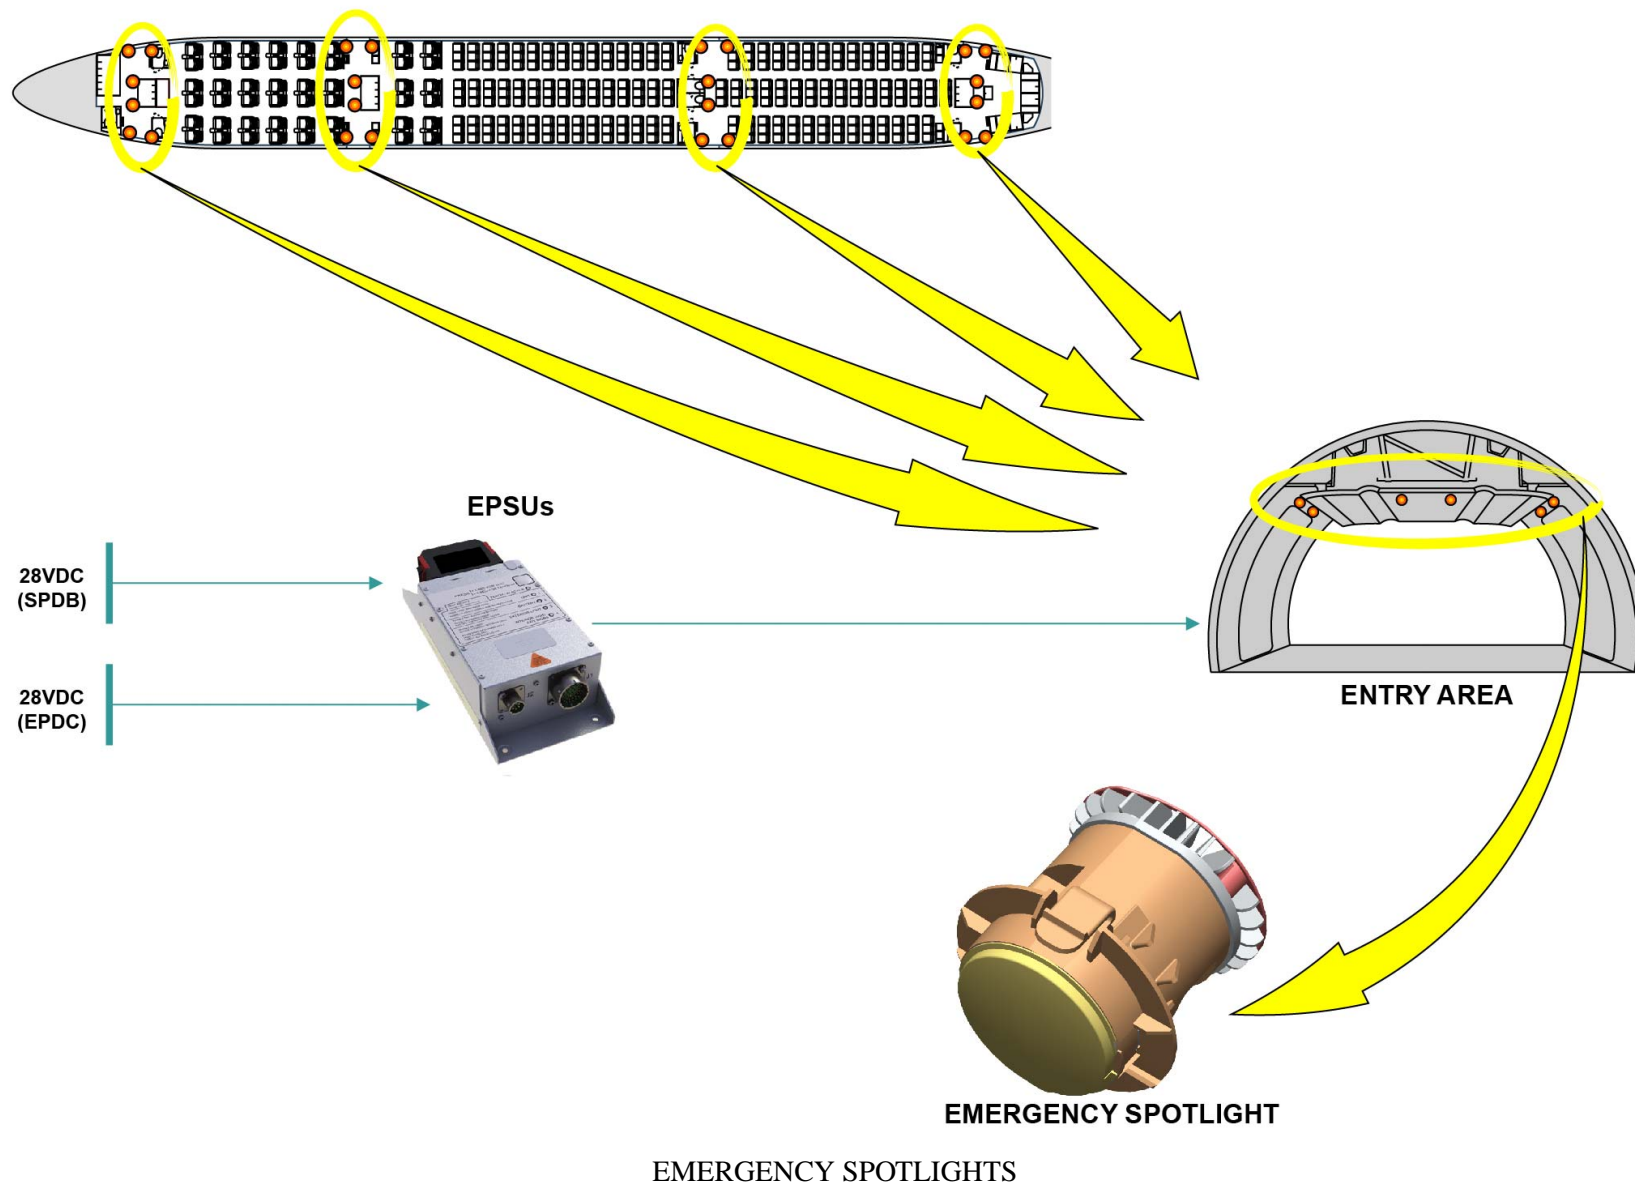 EPSUs
28VDC
(SPDB)
28VDC
(EPDC)
ENTRY AREA
EMERGENCY SPOTLIGHT
EMERGENCY SPOTLIGHTS